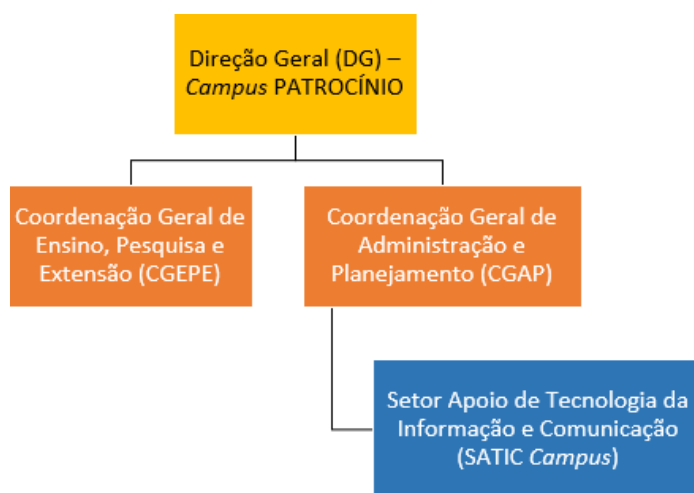 Direção Geral (DG) –
Campus PATROCÍNIO
Coordenação Geral de
Ensino, Pesquisa e
Extensão (CGEPE)
Coordenação Geral de
Administração e
Planejamento (CGAP)
Setor Apoio de Tecnologia da
Informação e Comunicação
(SATIC Campus)